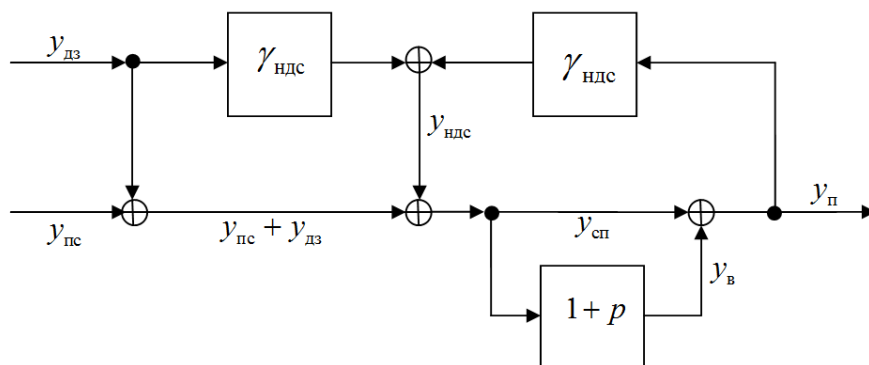 y_дз
γ_ндс
γ_ндс
y_ндс
y_пс
y_пс + y_дз
y_сп
y_п
y_в
1 + p